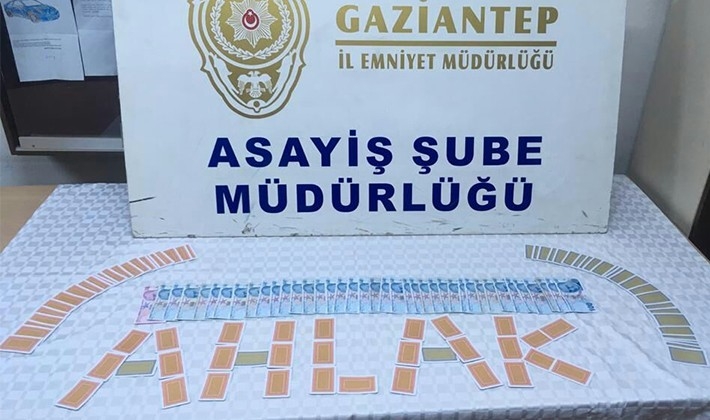 GAZİANTEP
İL EMNİYET MÜDÜRLÜĞÜ
ASAYİŞ ŞUBE
MÜDÜRLÜĞÜ
AHLAK